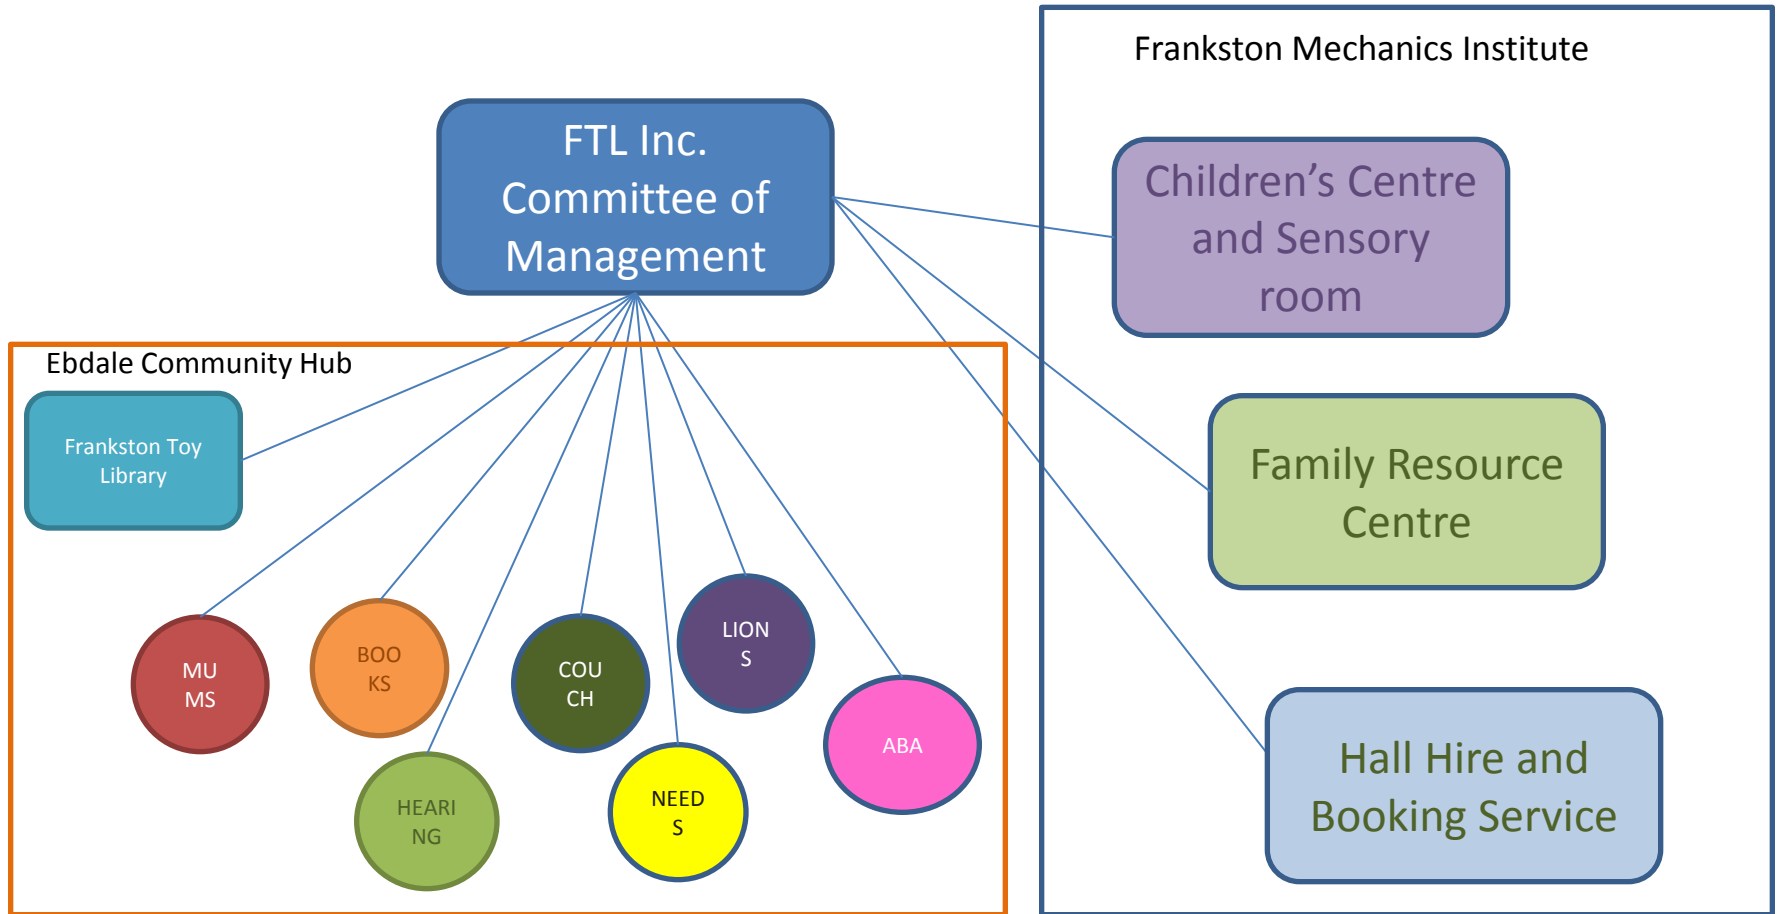 Frankston Mechanics Institute
FTL Inc.
Committee of
Management
Children’s Centre
and Sensory
room
Ebdale Community Hub
Frankston Toy
Library
Family Resource
Centre
MU
MS
BOO
KS
COU
CH
LION
S
ABA
HEARI
NG
NEED
S
Hall Hire and
Booking Service